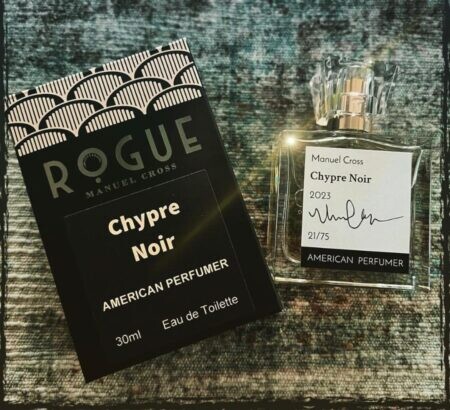 ROGUE
MANUEL CROSS
Chypre
Noir
AMERICAN PERFUMER
30ml Eau de Toilette
Manuel Cross
Chypre Noir
2023
21/75
AMERICAN PERFUMER